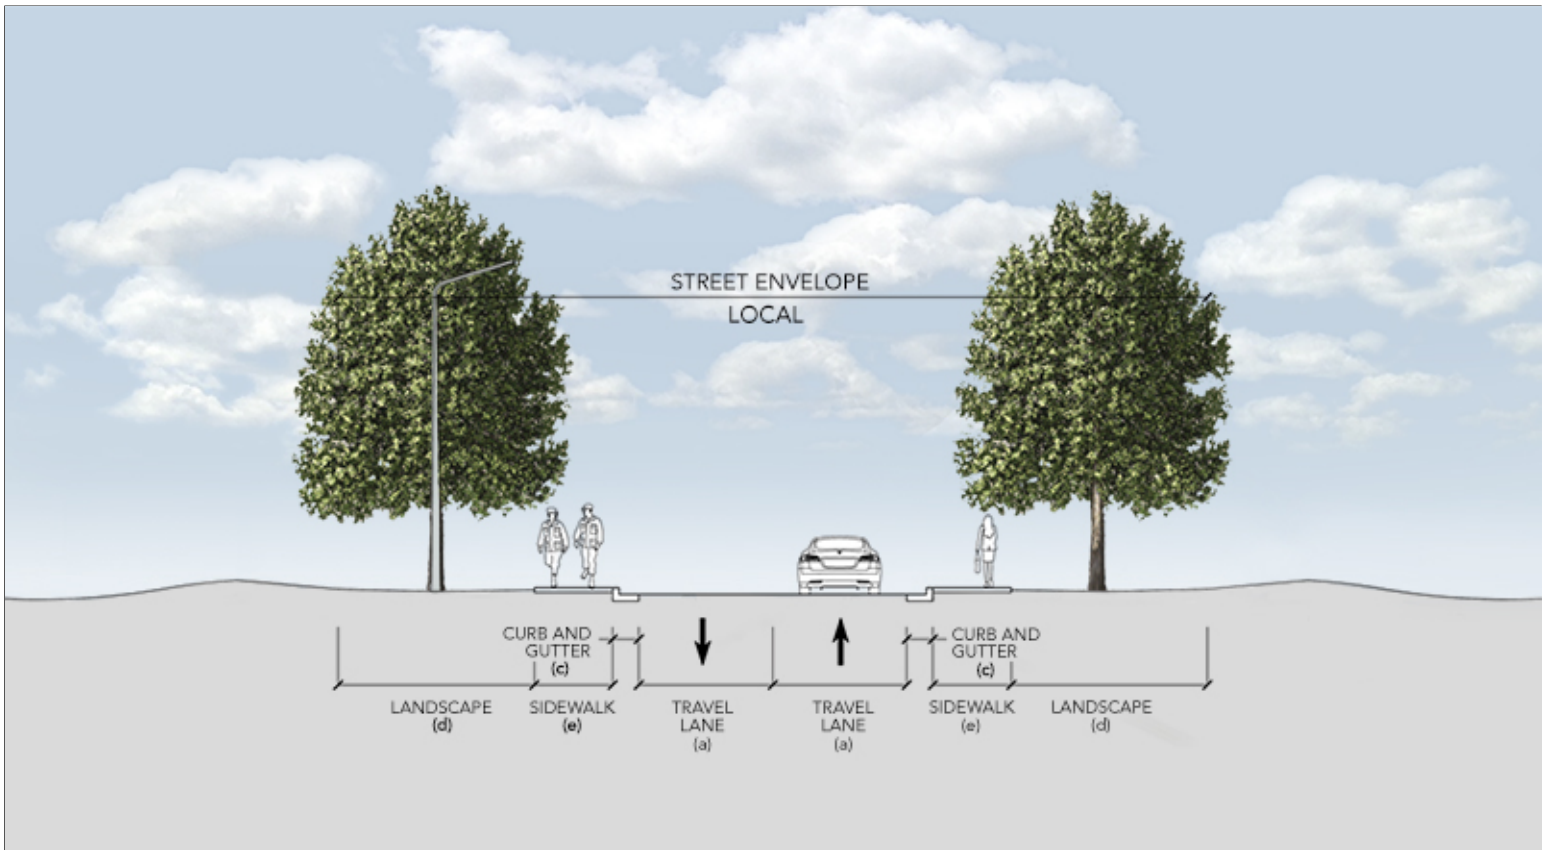 STREET ENVELOPE
LOCAL
CURB AND
GUTTER
(c)
CURB AND
GUTTER
(c)
LANDSCAPE
(d)
SIDEWALK
(e)
TRAVEL
LANE
(a)
TRAVEL
LANE
(a)
SIDEWALK
(e)
LANDSCAPE
(d)